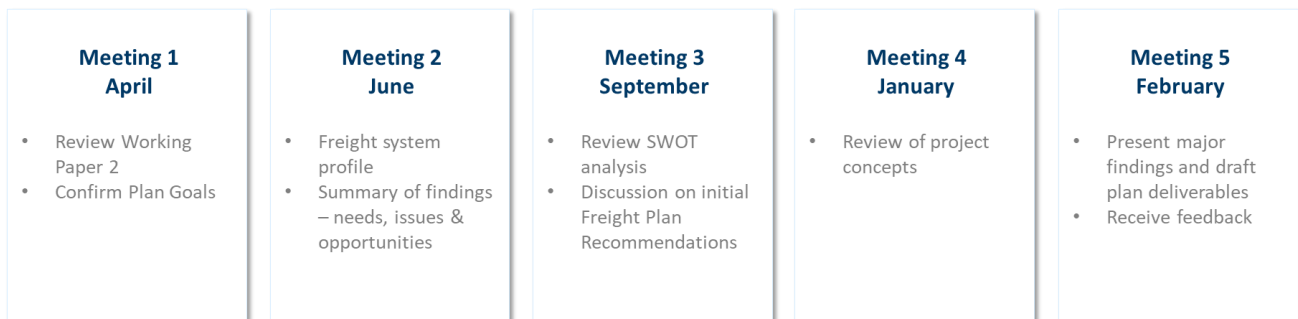 Meeting 1
April
• Review Working
Paper 2
• Confirm Plan Goals
Meeting 2
June
• Freight system
profile
• Summary of findings
– needs, issues &
opportunities
Meeting 3
September
• Review SWOT
analysis
• Discussion on initial
Freight Plan
Recommendations
Meeting 4
January
• Review of project
concepts
Meeting 5
February
• Present major
findings and draft
plan deliverables
• Receive feedback